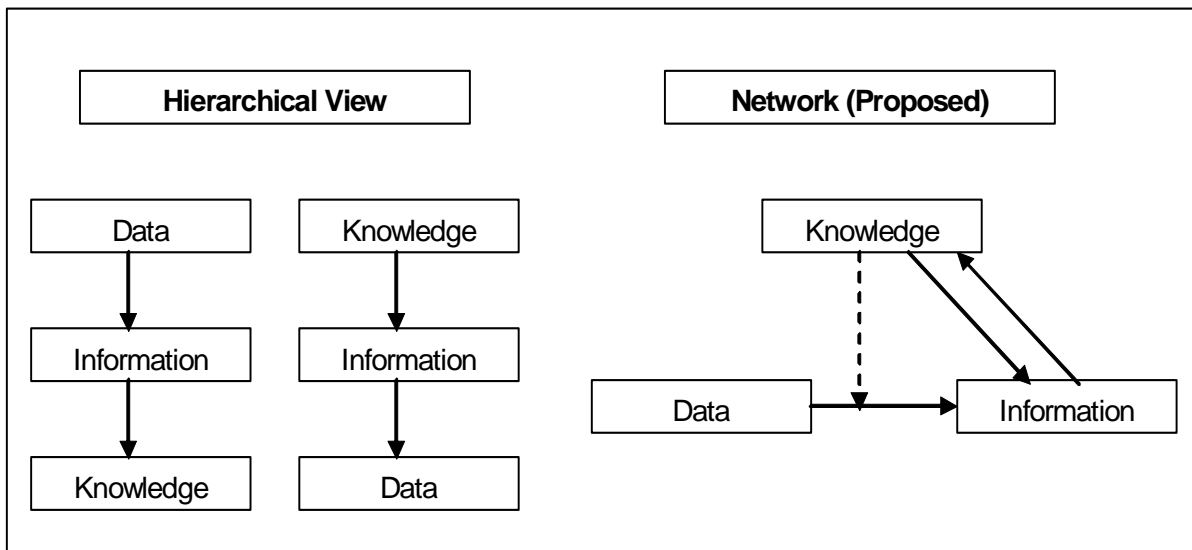 Hierarchical View
Network (Proposed)
Data
Information
Knowledge
Knowledge
Information
Data
Knowledge
Data
Information